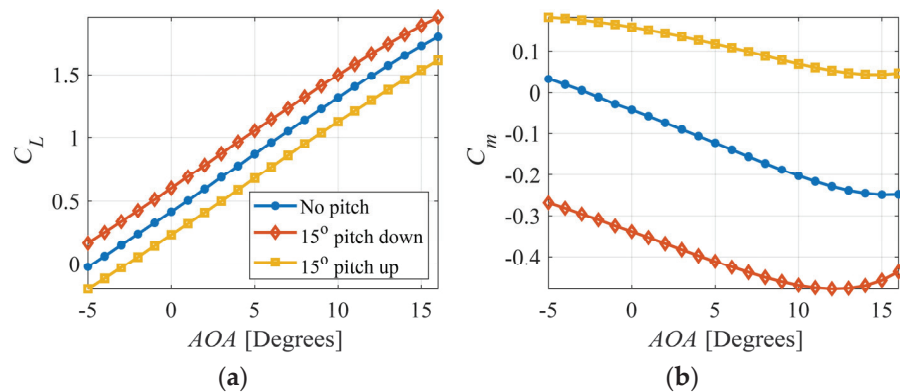 C_L
1.5
1
0.5
0
No pitch
15° pitch down
15° pitch up
-5 0 5 10 15
AOA [Degrees]
(a)
C_m
0.1
0
-0.1
-0.2
-0.3
-0.4
-5 0 5 10 15
AOA [Degrees]
(b)